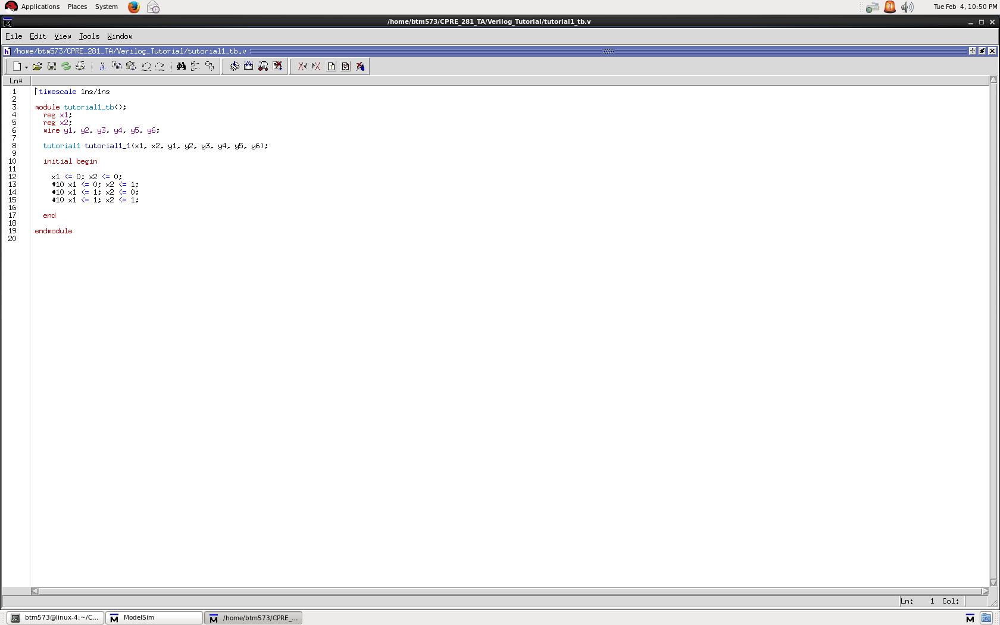 Applications Places System Tue Feb 4, 10:50 PM
/home/btm573/CPRE_281_TA/Verilog_Tutorial/tutorial1_tb.v
File Edit View Tools Window
h /home/btm573/CPRE_281_TA/Verilog_Tutorial/tutorial1_tb.v
Ln#
1 `timescale 1ns/1ns
2
3 module tutorial1_tb();
4 reg x1;
5 reg x2;
6 wire y1, y2, y3, y4, y5, y6;
7
8 tutorial1 tutorial1_1(x1, x2, y1, y2, y3, y4, y5, y6);
9
10 initial begin
11
12 x1 <= 0; x2 <= 0;
13 #10 x1 <= 0; x2 <= 1;
14 #10 x1 <= 1; x2 <= 0;
15 #10 x1 <= 1; x2 <= 1;
16
17 end
18
19 endmodule
20
Ln: 1 Col:
btm573@linux-4:~/C... M ModelSim M /home/btm573/CPRE_... M